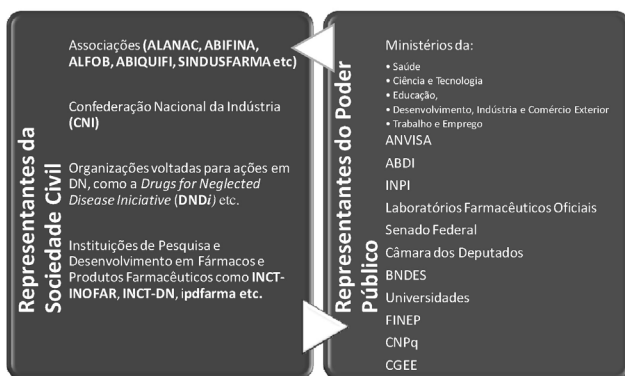 Representantes da
Sociedade Civil
Associações (ALANAC, ABIFINA,
ALFOB, ABIQUIFI, SINDUSFARMA etc)
Confederação Nacional da Indústria
(CNI)
Organizações voltadas para ações em
DN, como a Drugs for Neglected
Disease Iniciative (DNDi) etc.
Instituições de Pesquisa e
Desenvolvimento em Fármacos e
Produtos Farmacêuticos como INCT-
INOFAR, INCT-DN, ipdfarma etc.
Representantes do Poder
Público
Ministérios da:
• Saúde
• Ciência e Tecnologia
• Educação,
• Desenvolvimento, Indústria e Comércio Exterior
• Trabalho e Emprego
ANVISA
ABDI
INPI
Laboratórios Farmacêuticos Oficiais
Senado Federal
Câmara dos Deputados
BNDES
Universidades
FINEP
CNPq
CGEE